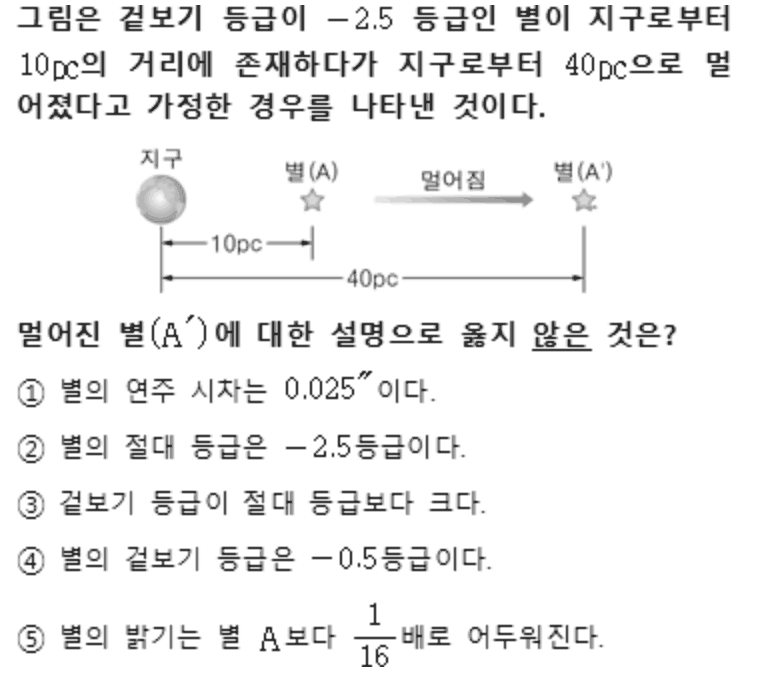 그림은 겉보기 등급이 −2.5 등급인 별이 지구로부터
10pc의 거리에 존재하다가 지구로부터 40pc으로 멀
어졌다고 가정한 경우를 나타낸 것이다.
지구
별(A)
멀어짐
별(A')
10pc
40pc
멀어진 별(A′)에 대한 설명으로 옳지 않은 것은?
① 별의 연주 시차는 0.025″이다.
② 별의 절대 등급은 −2.5등급이다.
③ 겉보기 등급이 절대 등급보다 크다.
④ 별의 겉보기 등급은 −0.5등급이다.
⑤ 별의 밝기는 별 A보다 1/16배로 어두워진다.